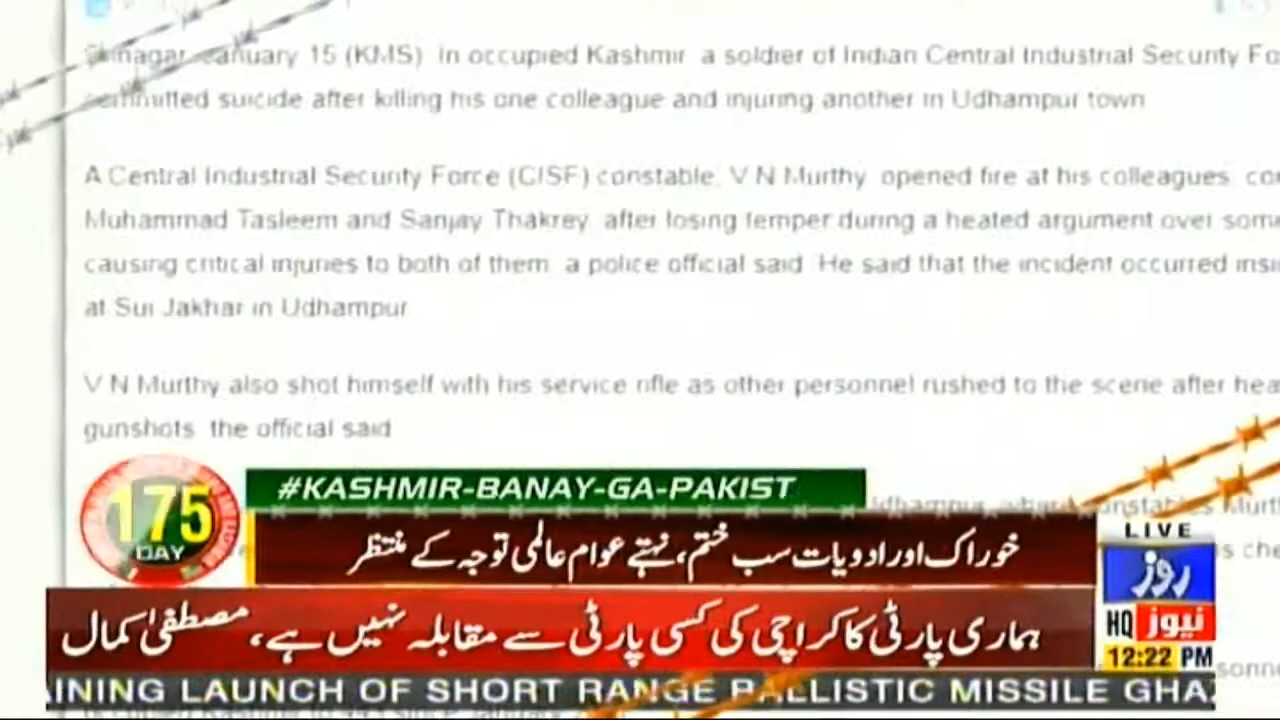 Srinagar January 15 (KMS) In occupied Kashmir a soldier of Indian Central Industrial Security Fo
committed suicide after killing his one colleague and injuring another in Udhampur town
A Central Industrial Security Force (CISF) constable, V N Murthy opened fire at his colleagues, co
Muhammad Tasleem and Sanjay Thakrey after losing temper during a heated argument over som
causing critical injuries to both of them a police official said He said that the incident occurred insi
at Sui Jakhar in Udhampur
V N Murthy also shot himself with his service rifle as other personnel rushed to the scene after hea
gunshots the official said
175
DAY
#KASHMIR-BANAY-GA-PAKIST
خوراک اور ادویات سب ختم، نہتے عوام عالمی توجہ کے منتظر
ہماری پارٹی کا کراچی کی کسی پارٹی سے مقابلہ نہیں ہے، مصطفیٰ کمال
LIVE
روز
HQ نیوز
12:22 PM
AINING LAUNCH OF SHORT RANGE BALLISTIC MISSILE GHA